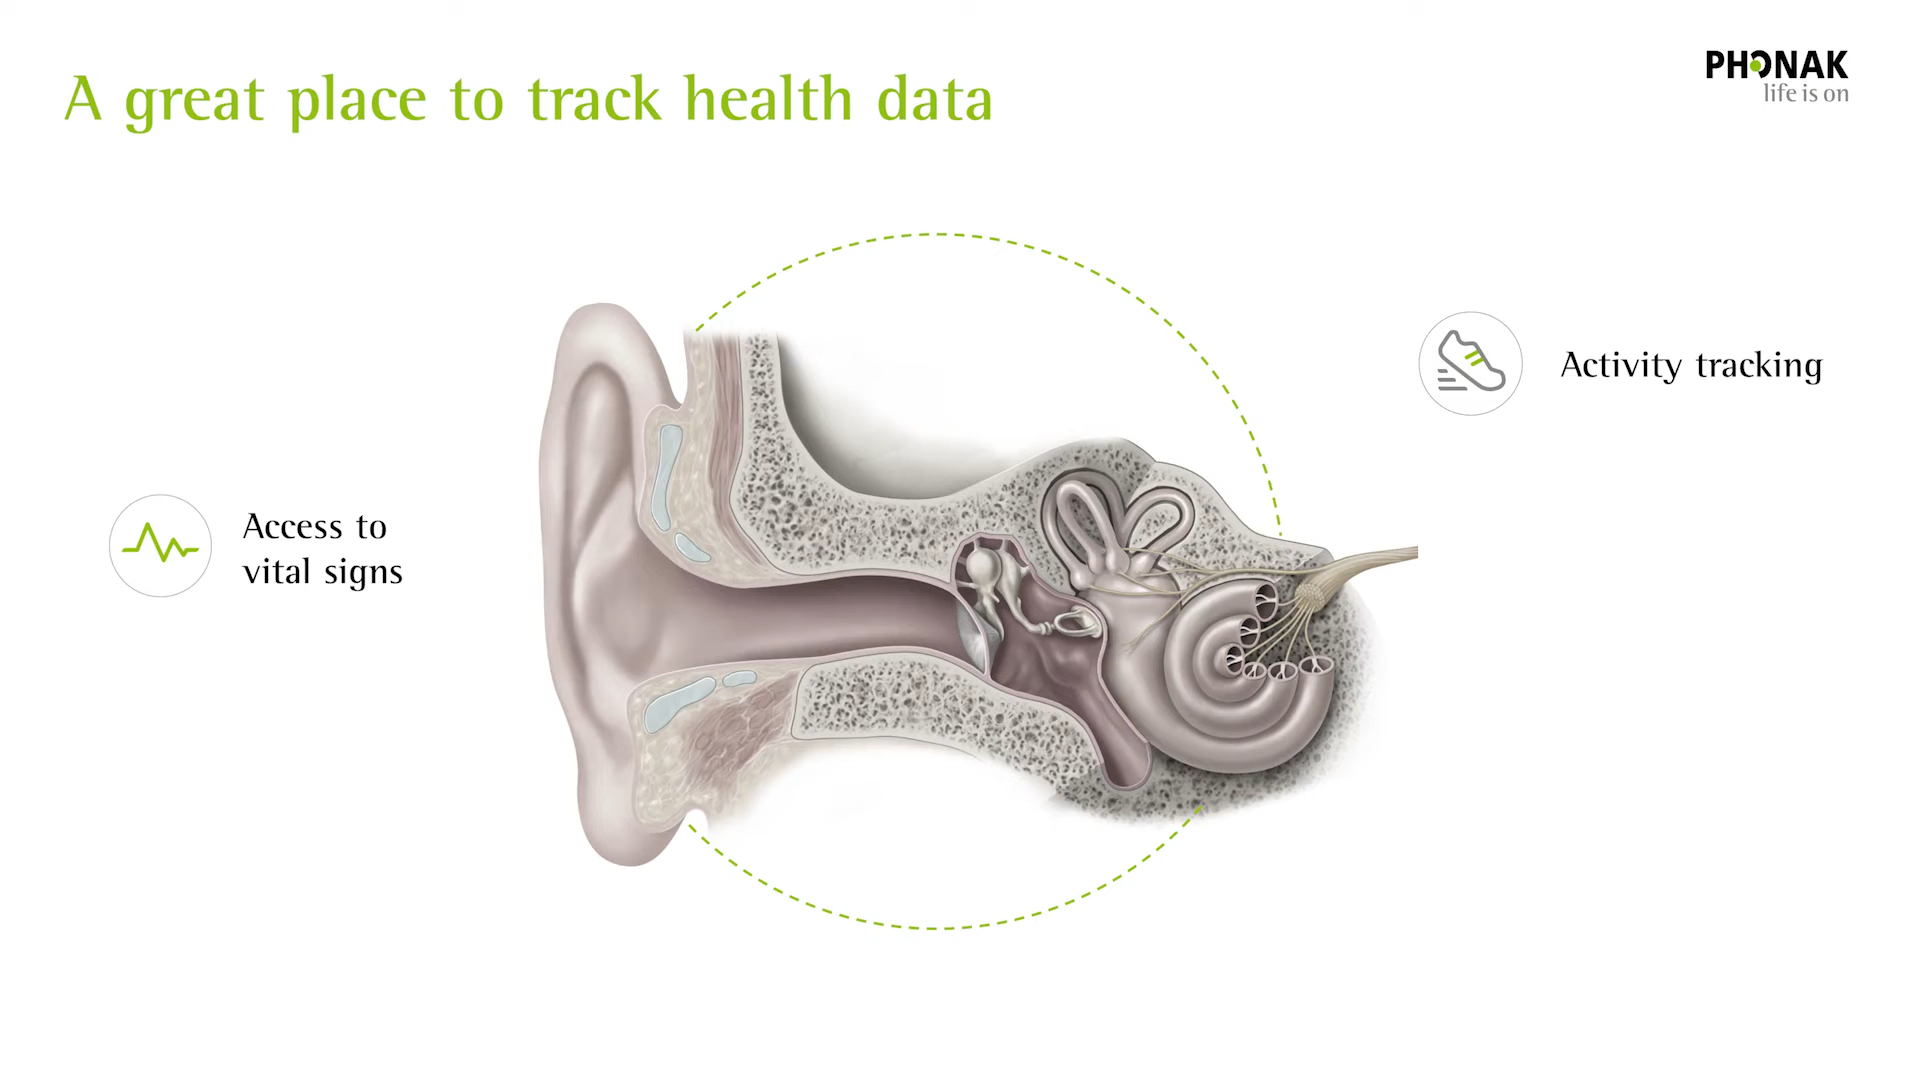 A great place to track health data
PHONAK
life is on
Activity tracking
Access to
vital signs